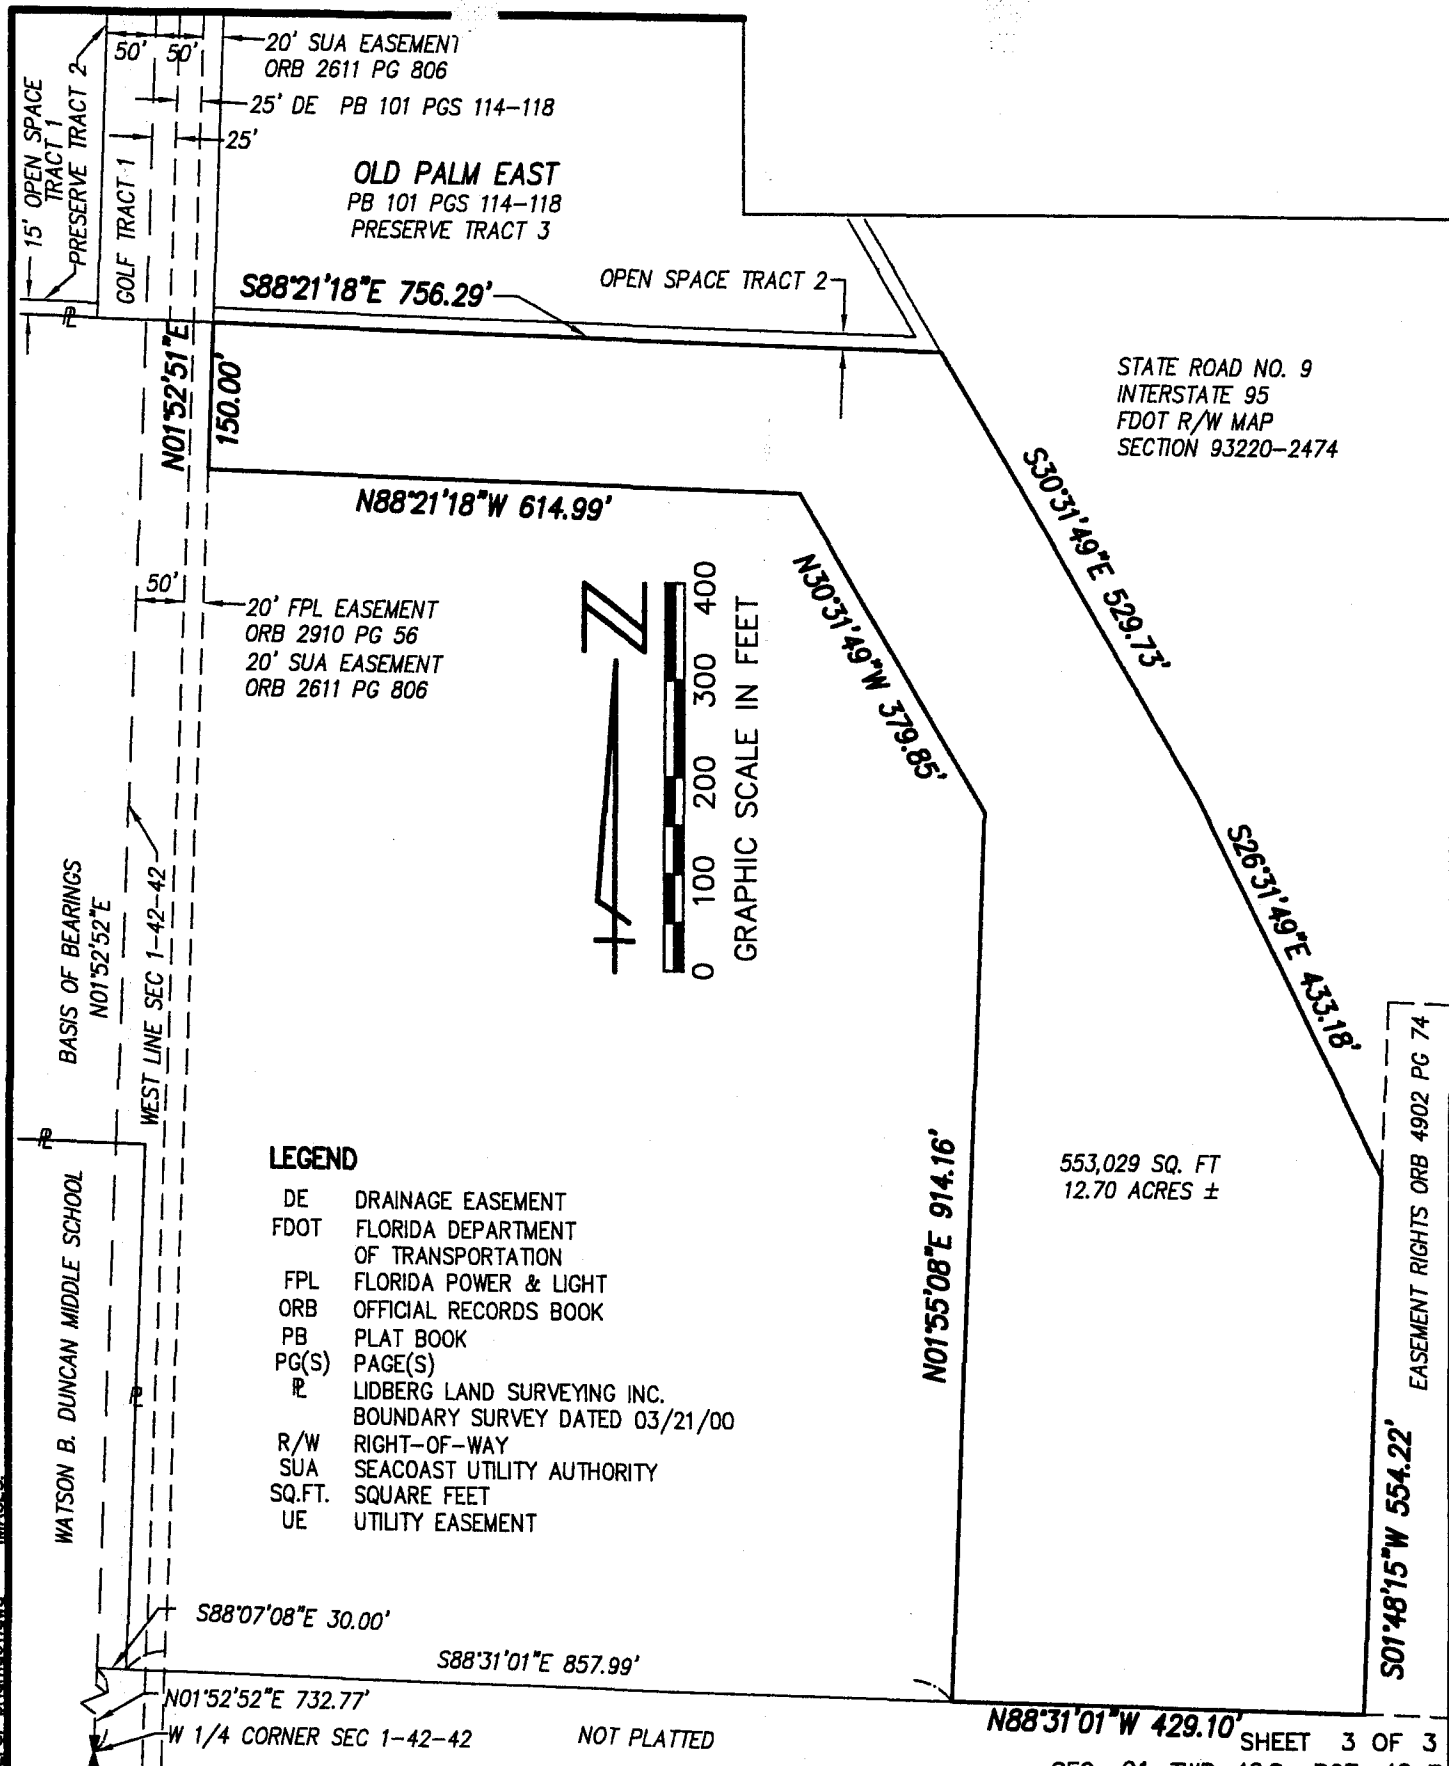 50' 50'
20' SUA EASEMENT
ORB 2611 PG 806
25' DE PB 101 PGS 114-118
25'
15' OPEN SPACE
TRACT 1
PRESERVE TRACT 2
GOLF TRACT 1
OLD PALM EAST
PB 101 PGS 114-118
PRESERVE TRACT 3
S88°21'18"E 756.29'
OPEN SPACE TRACT 2
PL
N01°52'51"E
150.00'
STATE ROAD NO. 9
INTERSTATE 95
FDOT R/W MAP
SECTION 93220-2474
N88°21'18"W 614.99'
S30°31'49"E 529.73'
N30°31'49"W 379.85'
50'
20' FPL EASEMENT
ORB 2910 PG 56
20' SUA EASEMENT
ORB 2611 PG 806
N
0 100 200 300 400
GRAPHIC SCALE IN FEET
S26°31'49"E 433.18'
BASIS OF BEARINGS
N01°52'52"E
WEST LINE SEC 1-42-42
EASEMENT RIGHTS ORB 4902 PG 74
PL
WATSON B. DUNCAN MIDDLE SCHOOL
PL
LEGEND
DE DRAINAGE EASEMENT
FDOT FLORIDA DEPARTMENT
OF TRANSPORTATION
FPL FLORIDA POWER & LIGHT
ORB OFFICIAL RECORDS BOOK
PB PLAT BOOK
PG(S) PAGE(S)
PL LIDBERG LAND SURVEYING INC.
BOUNDARY SURVEY DATED 03/21/00
R/W RIGHT-OF-WAY
SUA SEACOAST UTILITY AUTHORITY
SQ.FT. SQUARE FEET
UE UTILITY EASEMENT
N01°55'08"E 914.16'
553,029 SQ. FT
12.70 ACRES ±
S01°48'15"W 554.22'
S88°07'08"E 30.00'
S88°31'01"E 857.99'
N01°52'52"E 732.77'
W 1/4 CORNER SEC 1-42-42
NOT PLATTED
N88°31'01"W 429.10'
SHEET 3 OF 3